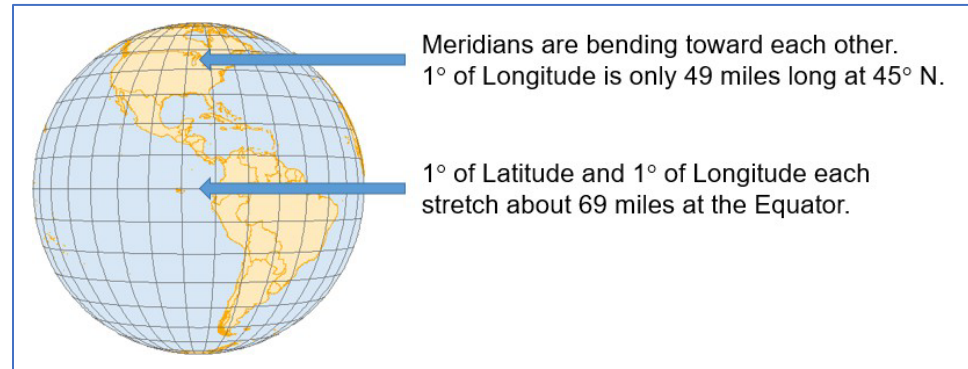 Meridians are bending toward each other.
1° of Longitude is only 49 miles long at 45° N.
1° of Latitude and 1° of Longitude each
stretch about 69 miles at the Equator.